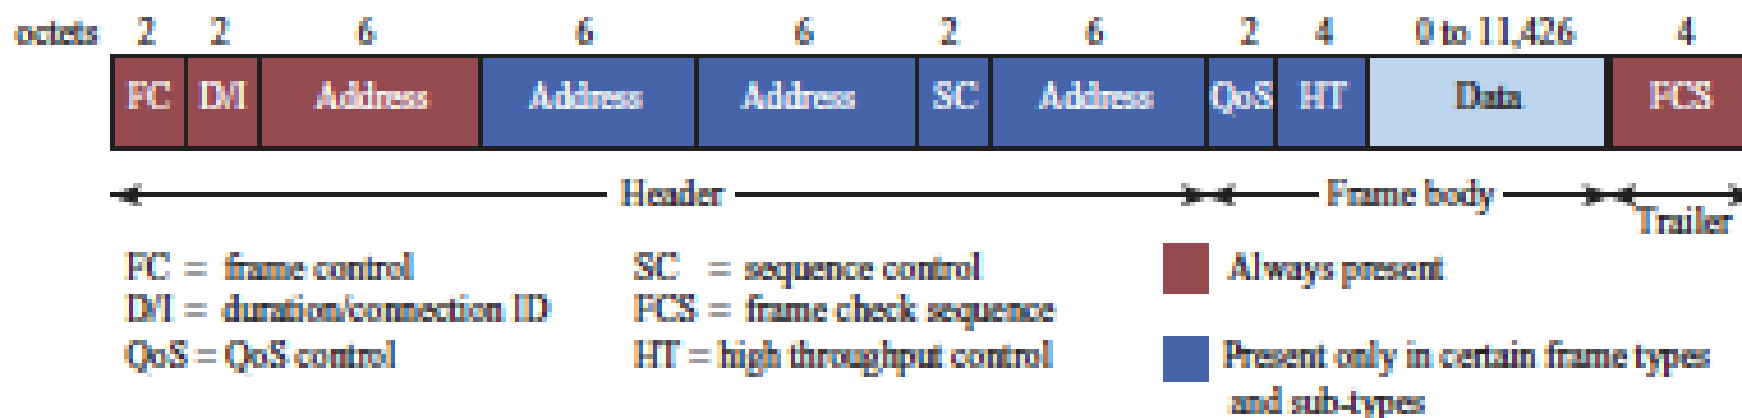 octets 2 2 6 6 6 2 6 2 4 0 to 11,426 4
FC D/I Address Address Address SC Address QoS HT Data FCS
Header Frame body
Trailer
FC = frame control SC = sequence control Always present
D/I = duration/connection ID FCS = frame check sequence
QoS = QoS control HT = high throughput control Present only in certain frame types
and sub-types